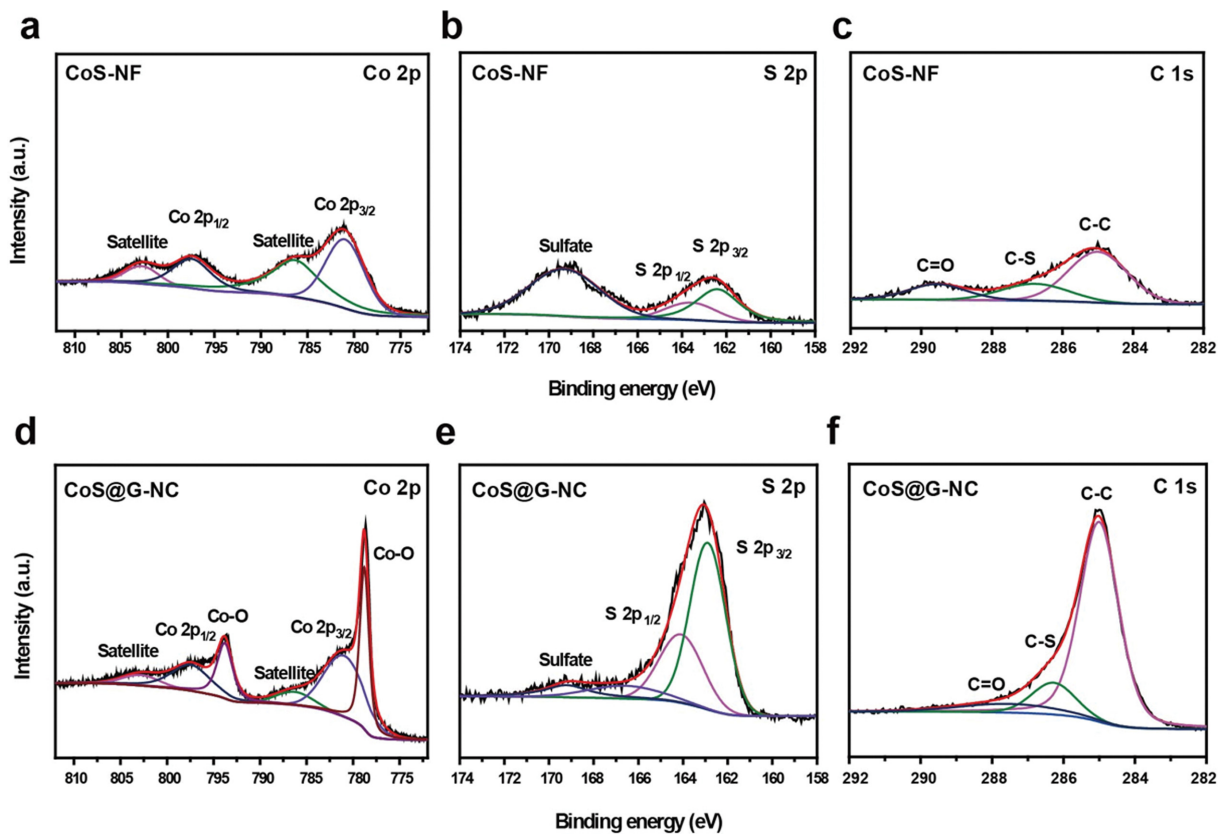 a
b
c
CoS-NF
Co 2p
CoS-NF
S 2p
CoS-NF
C 1s
Intensity (a.u.)
Satellite
Co 2p1/2
Satellite
Co 2p3/2
Sulfate
S 2p1/2
S 2p3/2
C=O
C-S
C-C
810 805 800 795 790 785 780 775
174 172 170 168 166 164 162 160 158
292 290 288 286 284 282
Binding energy (eV)
d
e
f
CoS@G-NC
Co 2p
CoS@G-NC
S 2p
CoS@G-NC
C 1s
Intensity (a.u.)
Satellite
Co 2p1/2
Co-O
Satellite
Co 2p3/2
Co-O
Sulfate
S 2p1/2
S 2p3/2
C=O
C-S
C-C
810 805 800 795 790 785 780 775
174 172 170 168 166 164 162 160 158
292 290 288 286 284 282
Binding energy (eV)